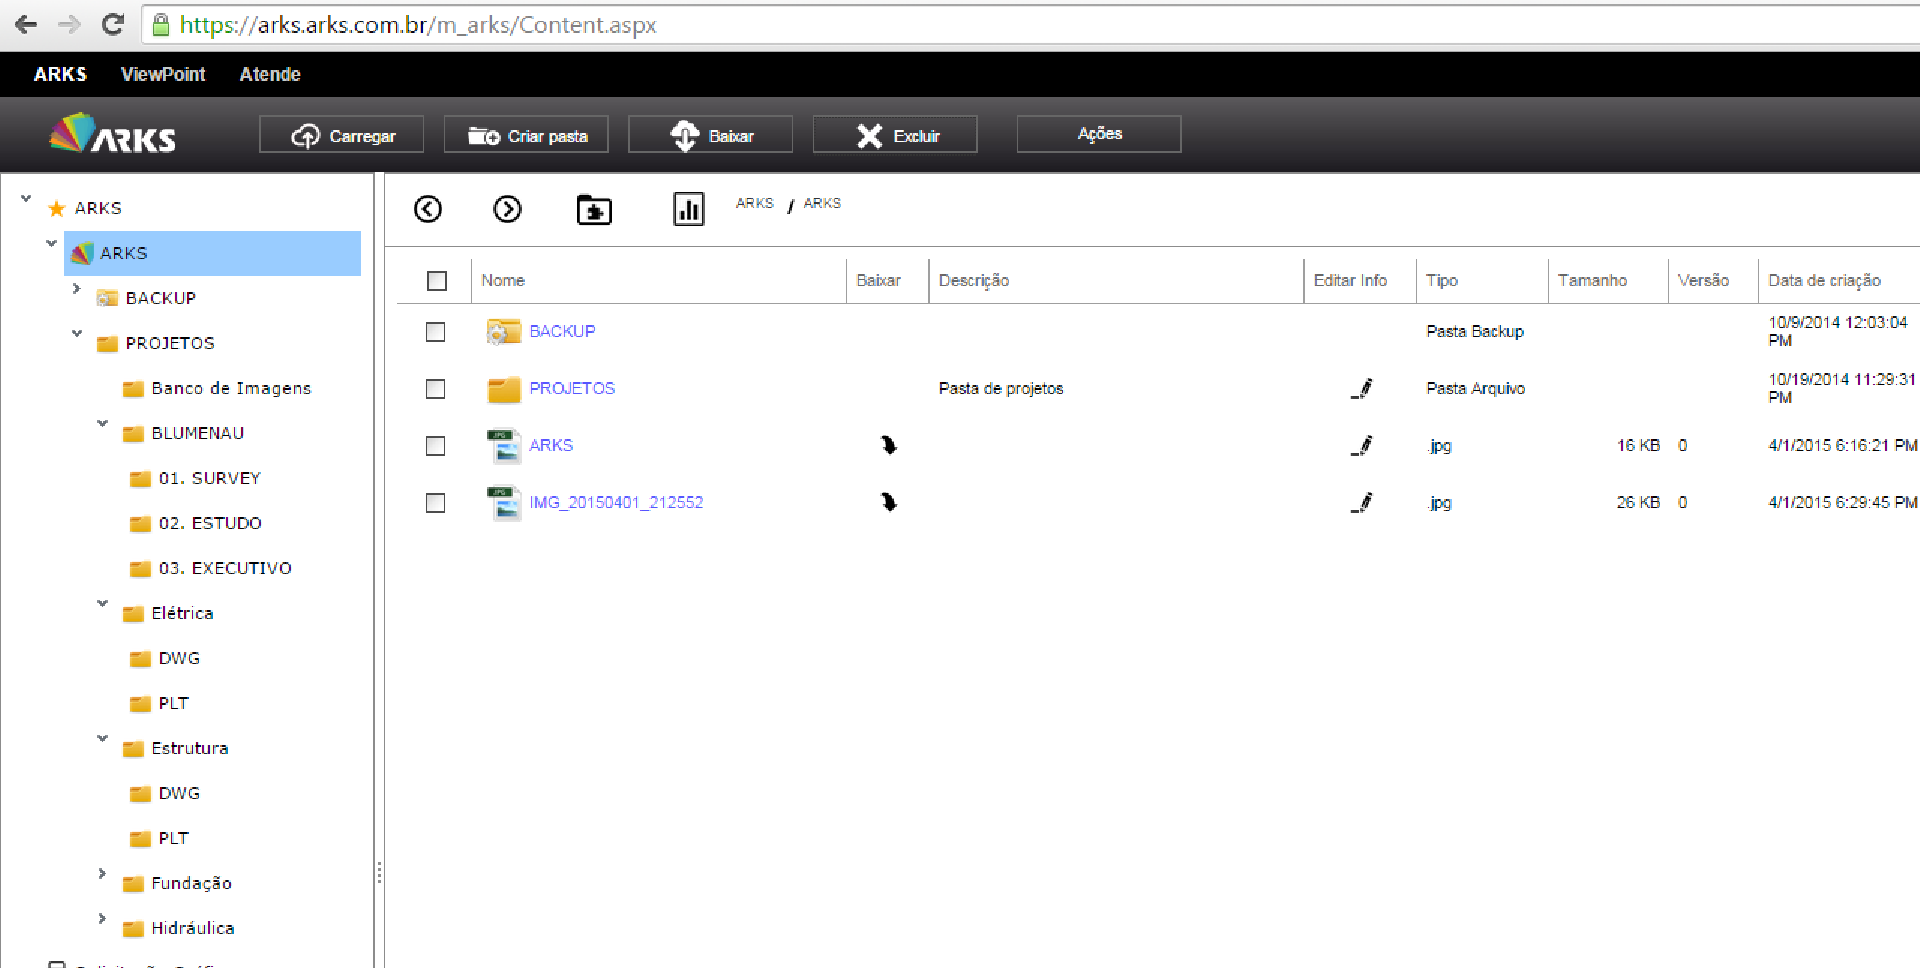 https://arks.arks.com.br/m_arks/Content.aspx
ARKS ViewPoint Atende
ARKS Carregar Criar pasta Baixar Excluir Ações
ARKS
ARKS
BACKUP
PROJETOS
Banco de Imagens
BLUMENAU
01. SURVEY
02. ESTUDO
03. EXECUTIVO
Elétrica
DWG
PLT
Estrutura
DWG
PLT
Fundação
Hidráulica
ARKS / ARKS
Nome Baixar Descrição Editar Info Tipo Tamanho Versão Data de criação
BACKUP Pasta Backup 10/9/2014 12:03:04
PM
PROJETOS Pasta de projetos Pasta Arquivo 10/19/2014 11:29:31
PM
JPG ARKS .jpg 16 KB 0 4/1/2015 6:16:21 PM
JPG IMG_20150401_212552 .jpg 26 KB 0 4/1/2015 6:29:45 PM